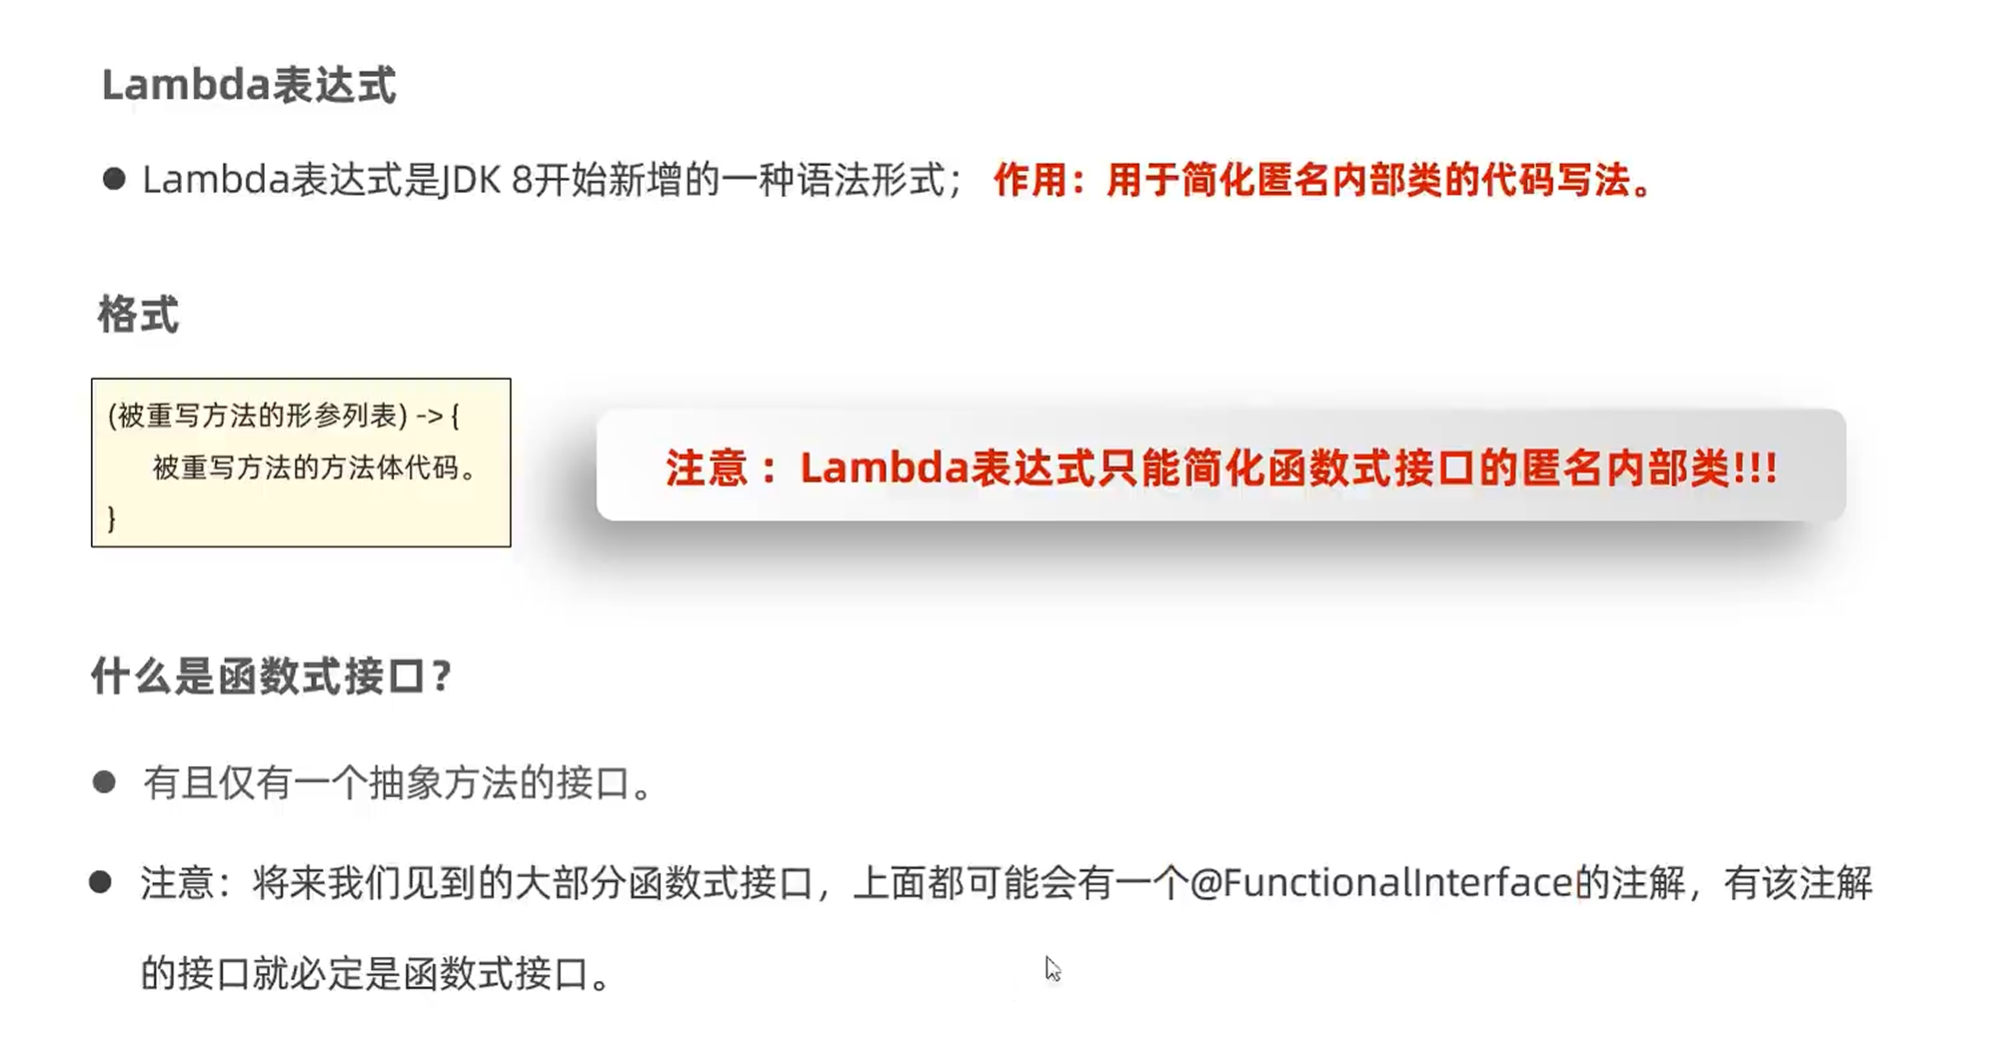 Lambda表达式
● Lambda表达式是JDK 8开始新增的一种语法形式； 作用：用于简化匿名内部类的代码写法。
格式
(被重写方法的形参列表) -> {
被重写方法的方法体代码。
}
注意：Lambda表达式只能简化函数式接口的匿名内部类!!!
什么是函数式接口?
● 有且仅有一个抽象方法的接口。
● 注意：将来我们见到的大部分函数式接口，上面都可能会有一个@FunctionalInterface的注解，有该注解
的接口就必定是函数式接口。